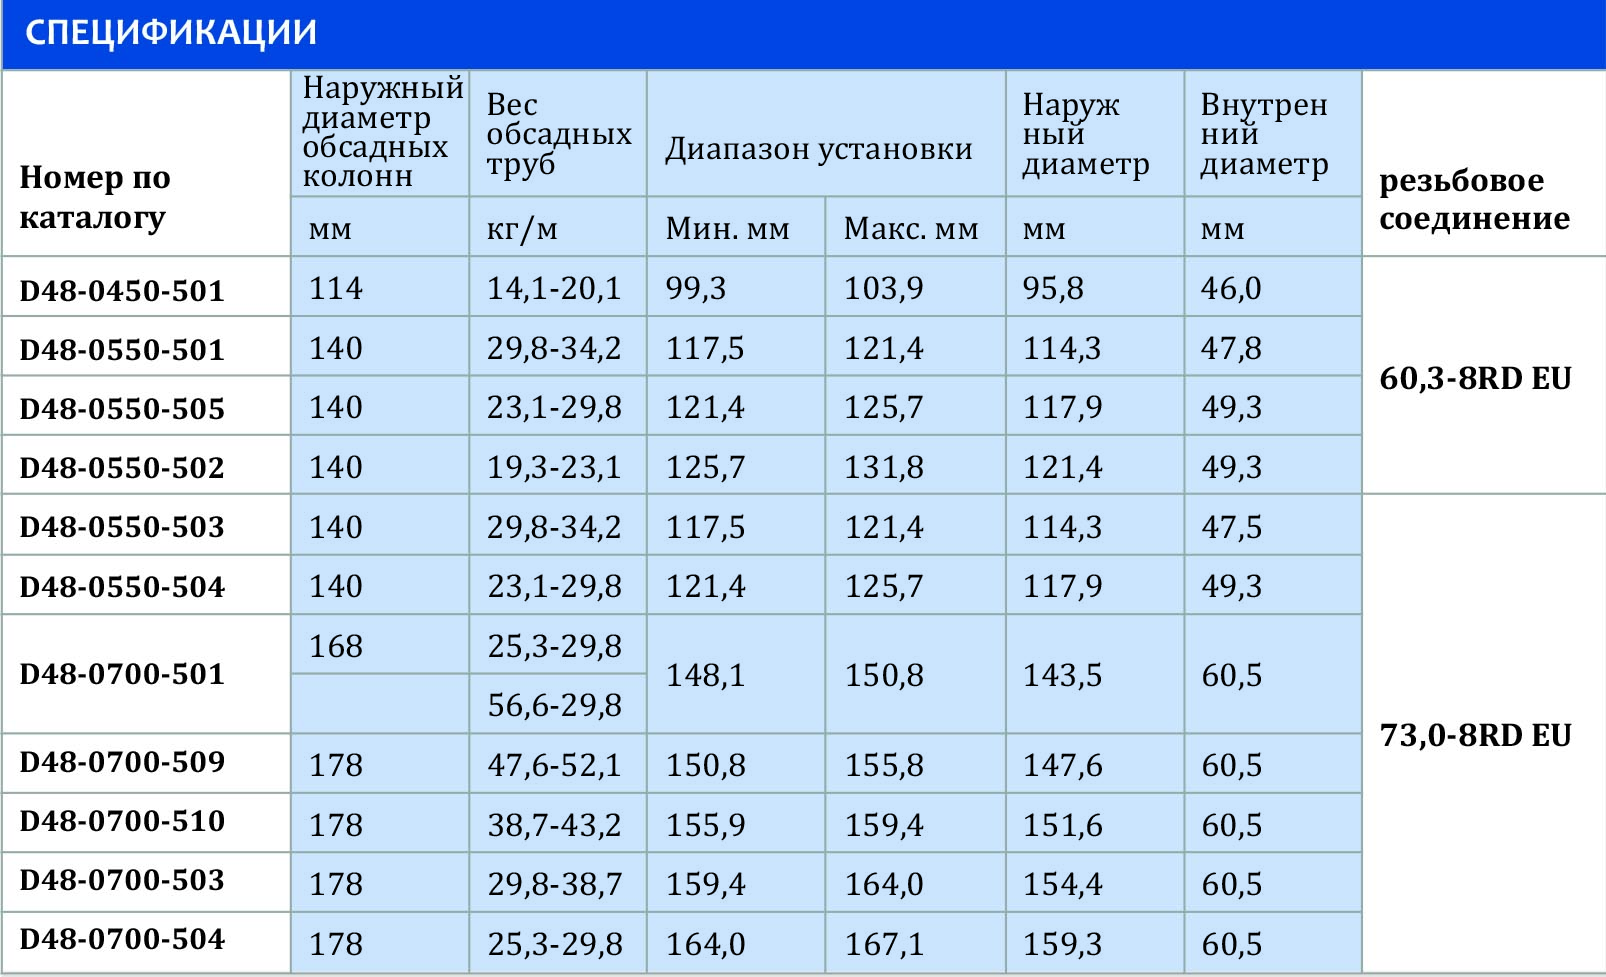 СПЕЦИФИКАЦИИ
Номер по
каталогу
Наружный
диаметр
обсадных
колонн
Вес
обсадных
труб
Диапазон установки
Наруж
ный
диаметр
Внутрен
ний
диаметр
резьбовое
соединение
мм
кг/м
Мин. мм
Макс. мм
мм
мм
D48-0450-501 114 14,1-20,1 99,3 103,9 95,8 46,0
D48-0550-501 140 29,8-34,2 117,5 121,4 114,3 47,8
60,3-8RD EU
D48-0550-505 140 23,1-29,8 121,4 125,7 117,9 49,3
D48-0550-502 140 19,3-23,1 125,7 131,8 121,4 49,3
D48-0550-503 140 29,8-34,2 117,5 121,4 114,3 47,5
D48-0550-504 140 23,1-29,8 121,4 125,7 117,9 49,3
168 25,3-29,8
D48-0700-501 148,1 150,8 143,5 60,5
56,6-29,8
73,0-8RD EU
D48-0700-509 178 47,6-52,1 150,8 155,8 147,6 60,5
D48-0700-510 178 38,7-43,2 155,9 159,4 151,6 60,5
D48-0700-503 178 29,8-38,7 159,4 164,0 154,4 60,5
D48-0700-504 178 25,3-29,8 164,0 167,1 159,3 60,5